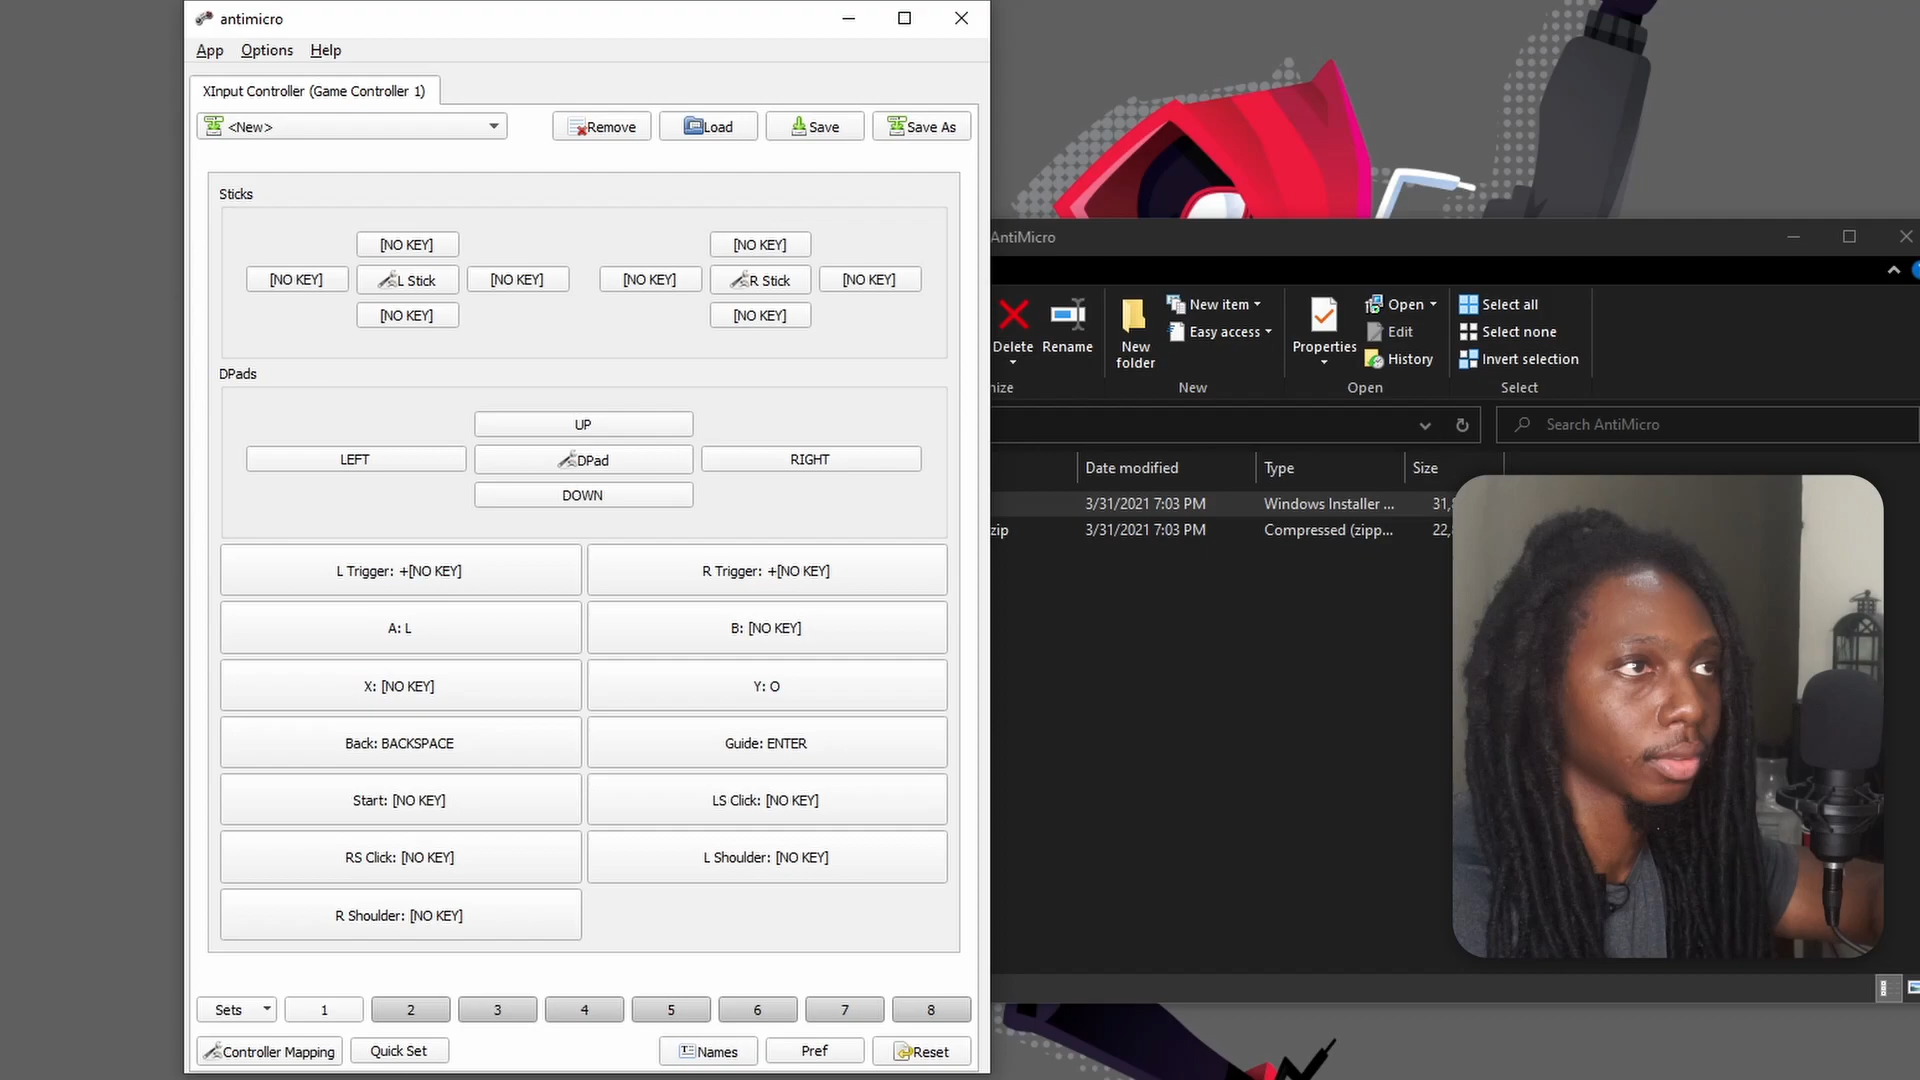 antimicro
App Options Help
XInput Controller (Game Controller 1)
<New>
Remove
Load
Save
Save As
Sticks
[NO KEY]
[NO KEY]
[NO KEY]
L Stick
[NO KEY]
[NO KEY]
R Stick
[NO KEY]
[NO KEY]
[NO KEY]
DPads
UP
LEFT
DPad
RIGHT
DOWN
L Trigger: +[NO KEY]
R Trigger: +[NO KEY]
A: L
B: [NO KEY]
X: [NO KEY]
Y: O
Back: BACKSPACE
Guide: ENTER
Start: [NO KEY]
LS Click: [NO KEY]
RS Click: [NO KEY]
L Shoulder: [NO KEY]
R Shoulder: [NO KEY]
Sets
1
2
3
4
5
6
7
8
Controller Mapping
Quick Set
Names
Pref
Reset
AntiMicro
Delete
Rename
New folder
New item
Easy access
New
Properties
Open
Edit
History
Open
Select all
Select none
Invert selection
Select
Search AntiMicro
Date modified
Type
Size
3/31/2021 7:03 PM
Windows Installer ...
31,
zip
3/31/2021 7:03 PM
Compressed (zipp...
22,